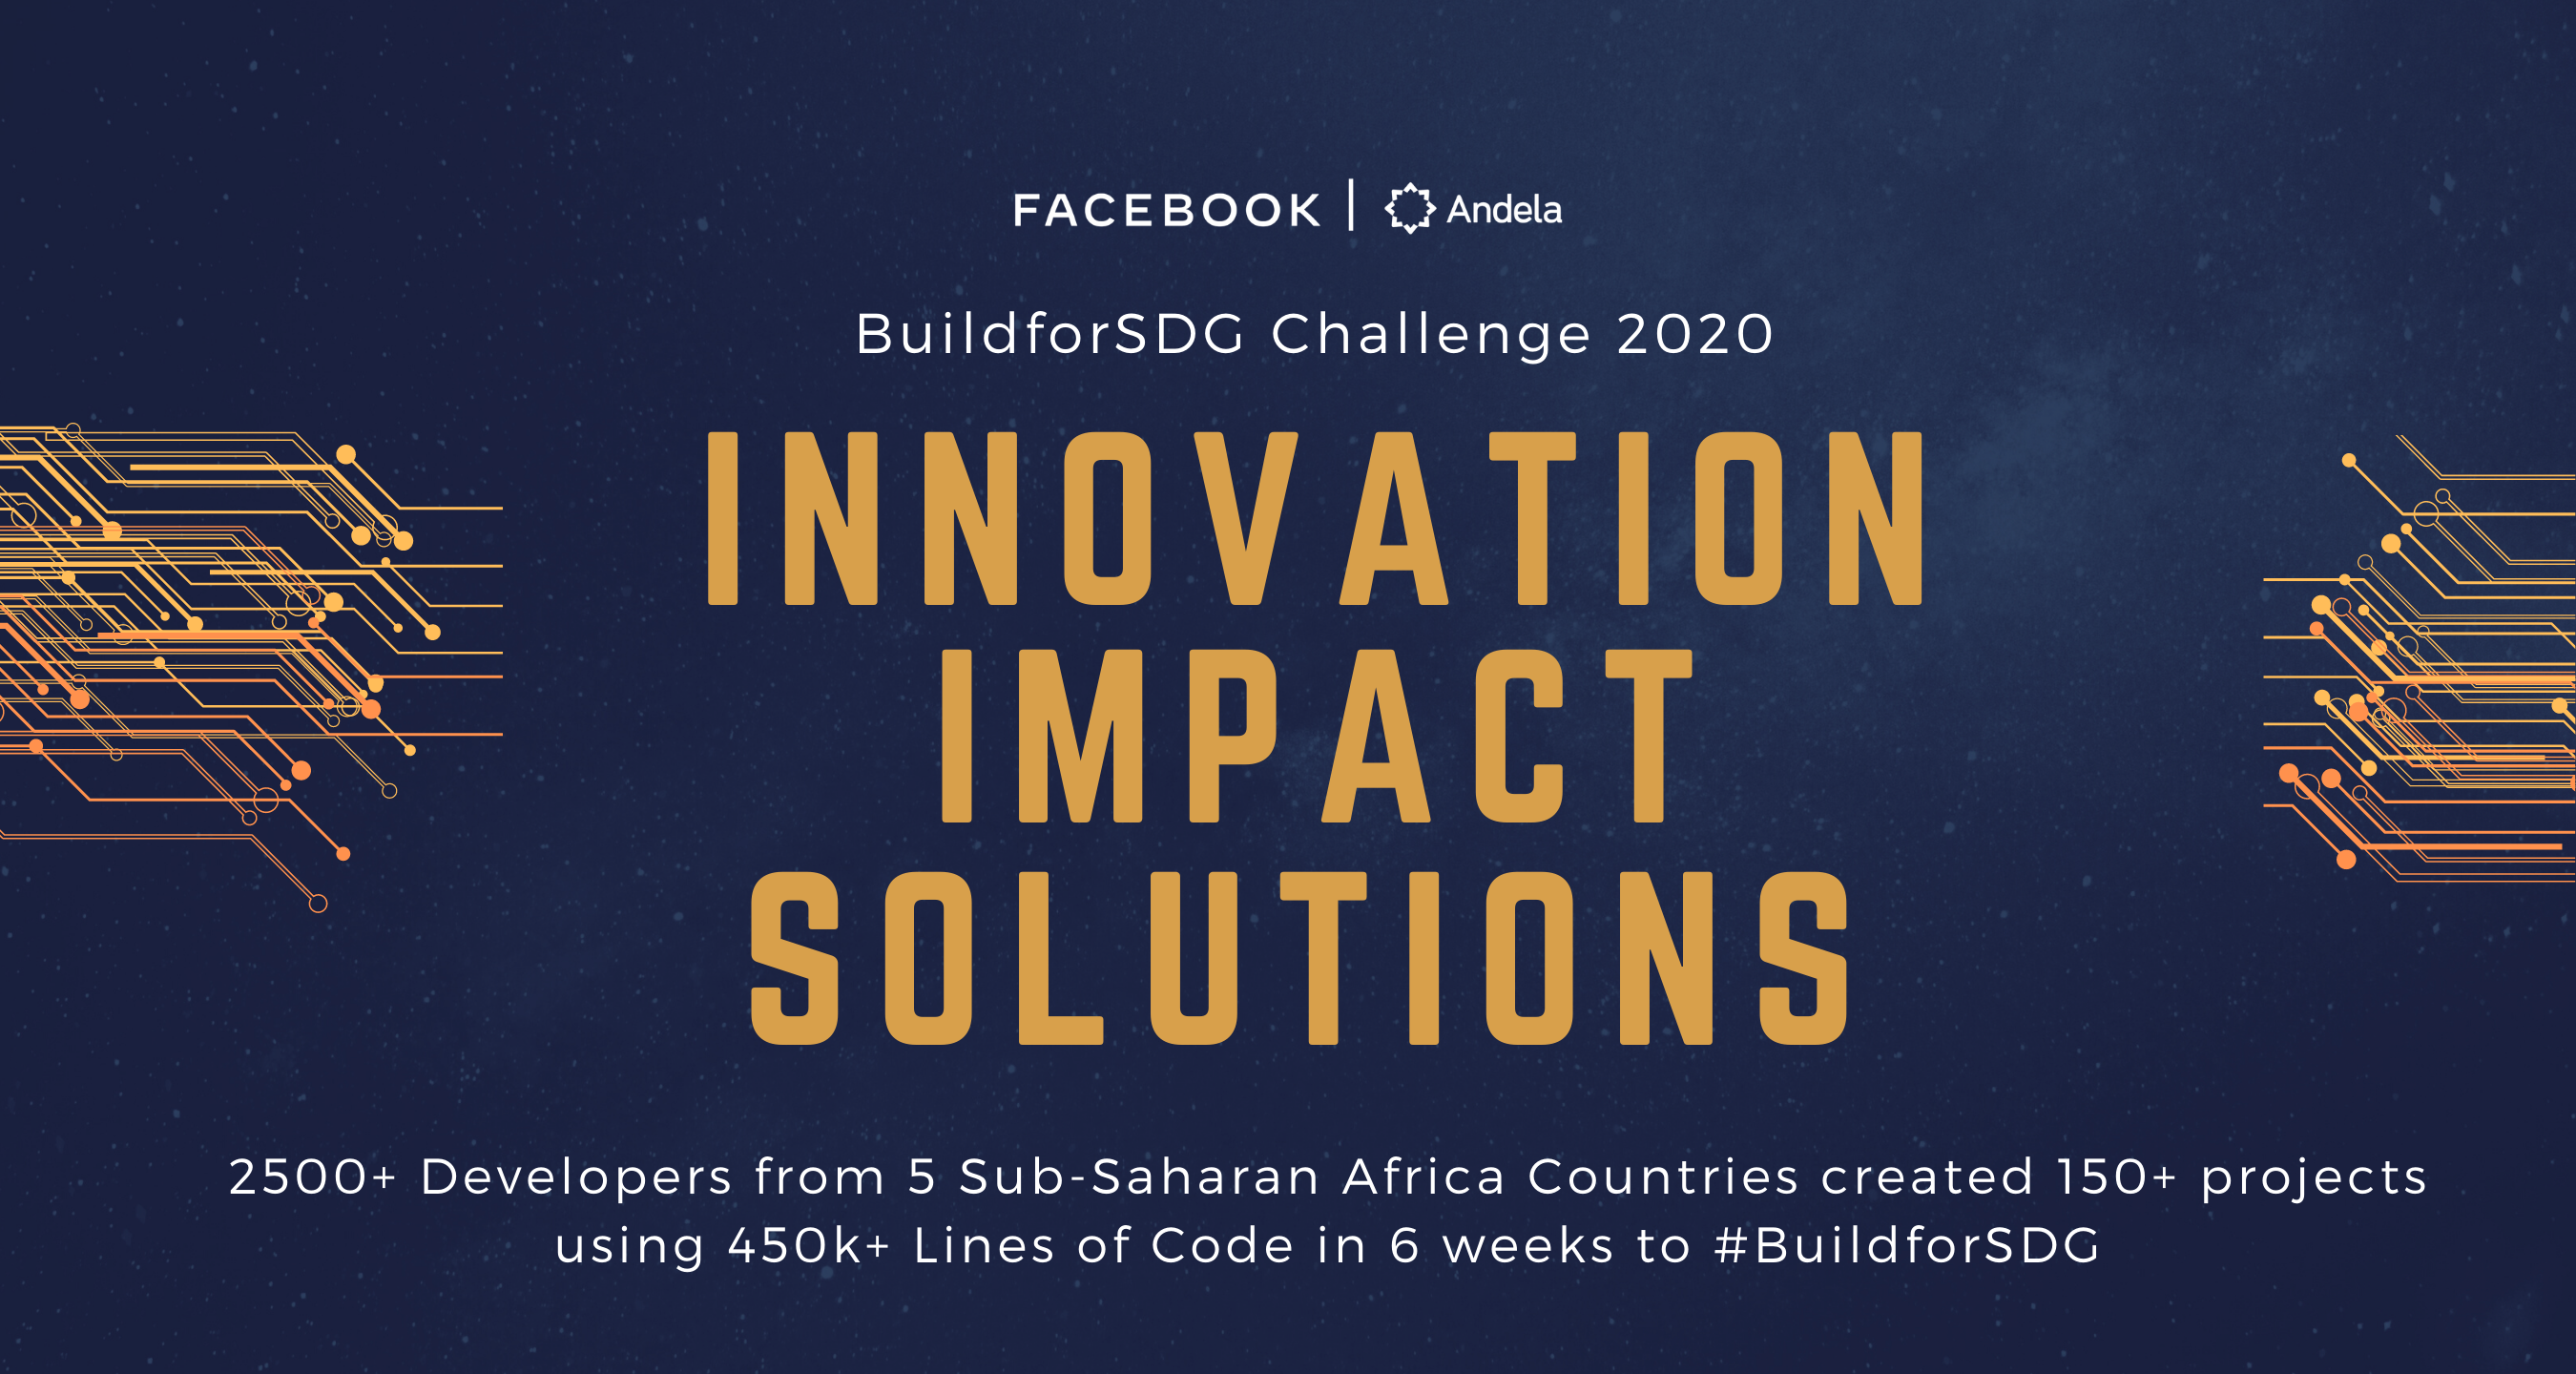 FACEBOOK | Andela
BuildforSDG Challenge 2020
INNOVATION
IMPACT
SOLUTIONS
2500+ Developers from 5 Sub-Saharan Africa Countries created 150+ projects
using 450k+ Lines of Code in 6 weeks to #BuildforSDG